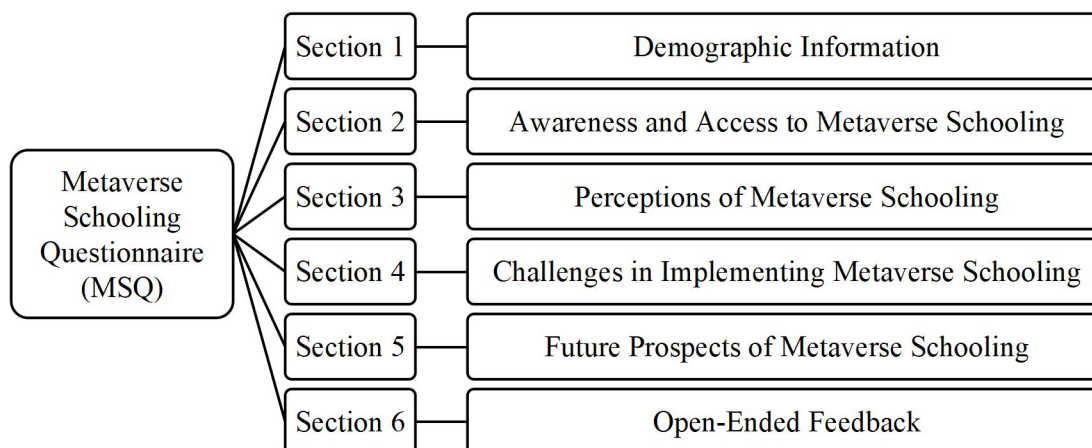 Metaverse
Schooling
Questionnaire
(MSQ)
Section 1
Demographic Information
Section 2
Awareness and Access to Metaverse Schooling
Section 3
Perceptions of Metaverse Schooling
Section 4
Challenges in Implementing Metaverse Schooling
Section 5
Future Prospects of Metaverse Schooling
Section 6
Open-Ended Feedback